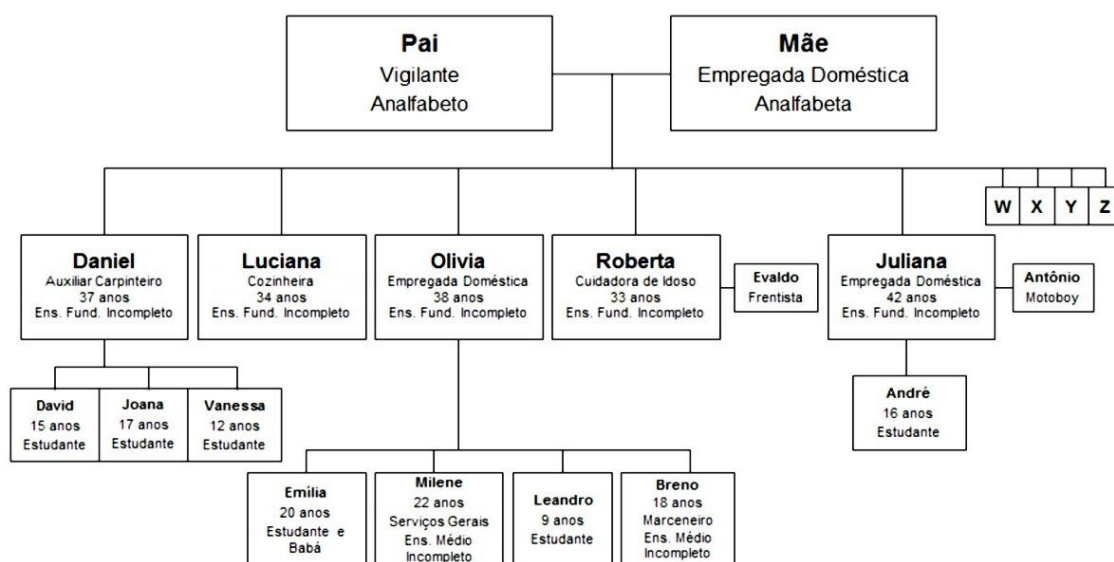 Pai
Vigilante
Analfabeto
Mãe
Empregada Doméstica
Analfabeta
W X Y Z
Daniel
Auxiliar Carpinteiro
37 anos
Ens. Fund. Incompleto
Luciana
Cozinheira
34 anos
Ens. Fund. Incompleto
Olivia
Empregada Doméstica
38 anos
Ens. Fund. Incompleto
Roberta
Cuidadora de Idoso
33 anos
Ens. Fund. Incompleto
Evaldo
Frentista
Juliana
Empregada Doméstica
42 anos
Ens. Fund. Incompleto
Antônio
Motoboy
David
15 anos
Estudante
Joana
17 anos
Estudante
Vanessa
12 anos
Estudante
André
16 anos
Estudante
Emília
20 anos
Estudante e
Babá
Milene
22 anos
Serviços Gerais
Ens. Médio
Incompleto
Leandro
9 anos
Estudante
Breno
18 anos
Marceneiro
Ens. Médio
Incompleto